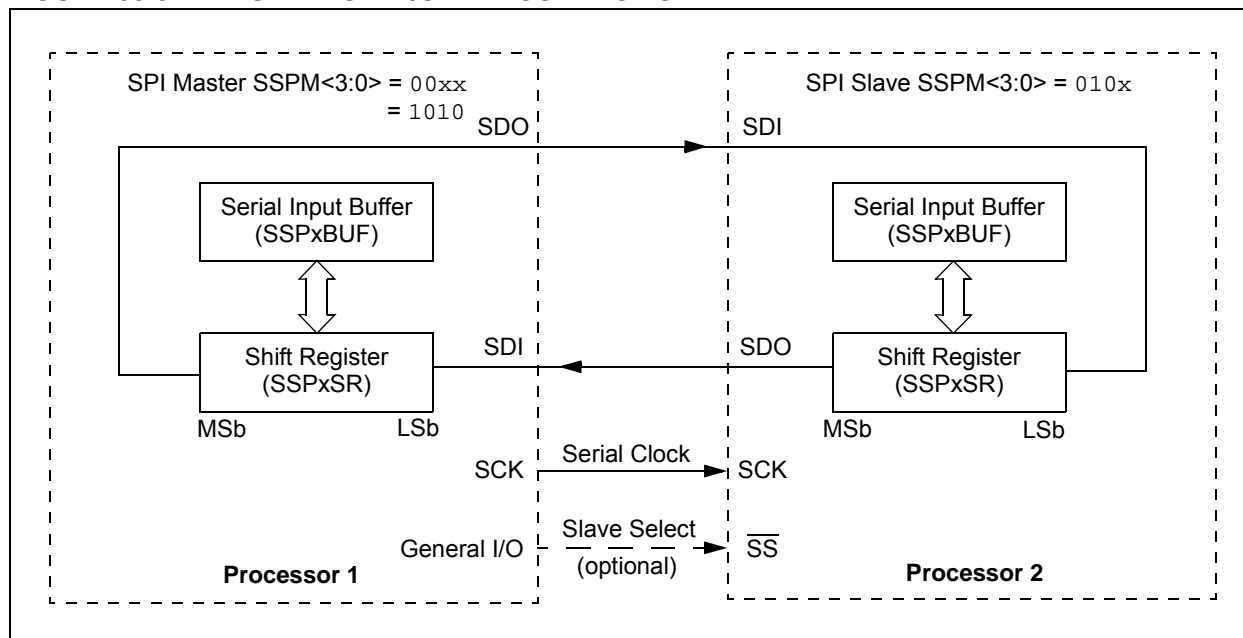 SPI Master SSPM<3:0> = 00xx
= 1010
SPI Slave SSPM<3:0> = 010x
SDO
SDI
Serial Input Buffer
(SSPxBUF)
Serial Input Buffer
(SSPxBUF)
SDI
SDO
Shift Register
(SSPxSR)
Shift Register
(SSPxSR)
MSb
LSb
MSb
LSb
SCK
Serial Clock
SCK
General I/O
Slave Select
(optional)
SS
Processor 1
Processor 2